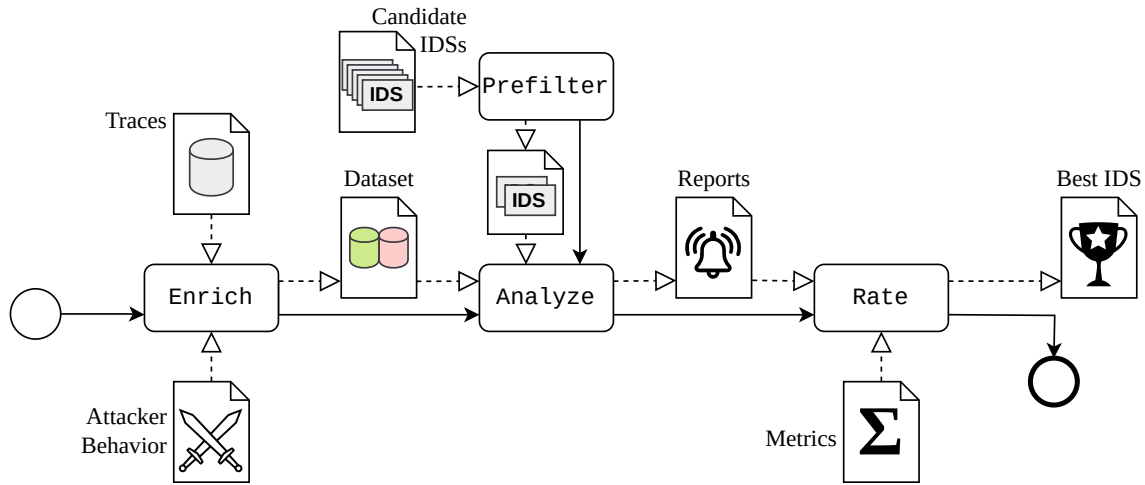 Candidate
IDSs
IDS
Prefilter
Traces
Dataset
IDS
Reports
Best IDS
Enrich
Analyze
Rate
Attacker
Behavior
Metrics
Σ